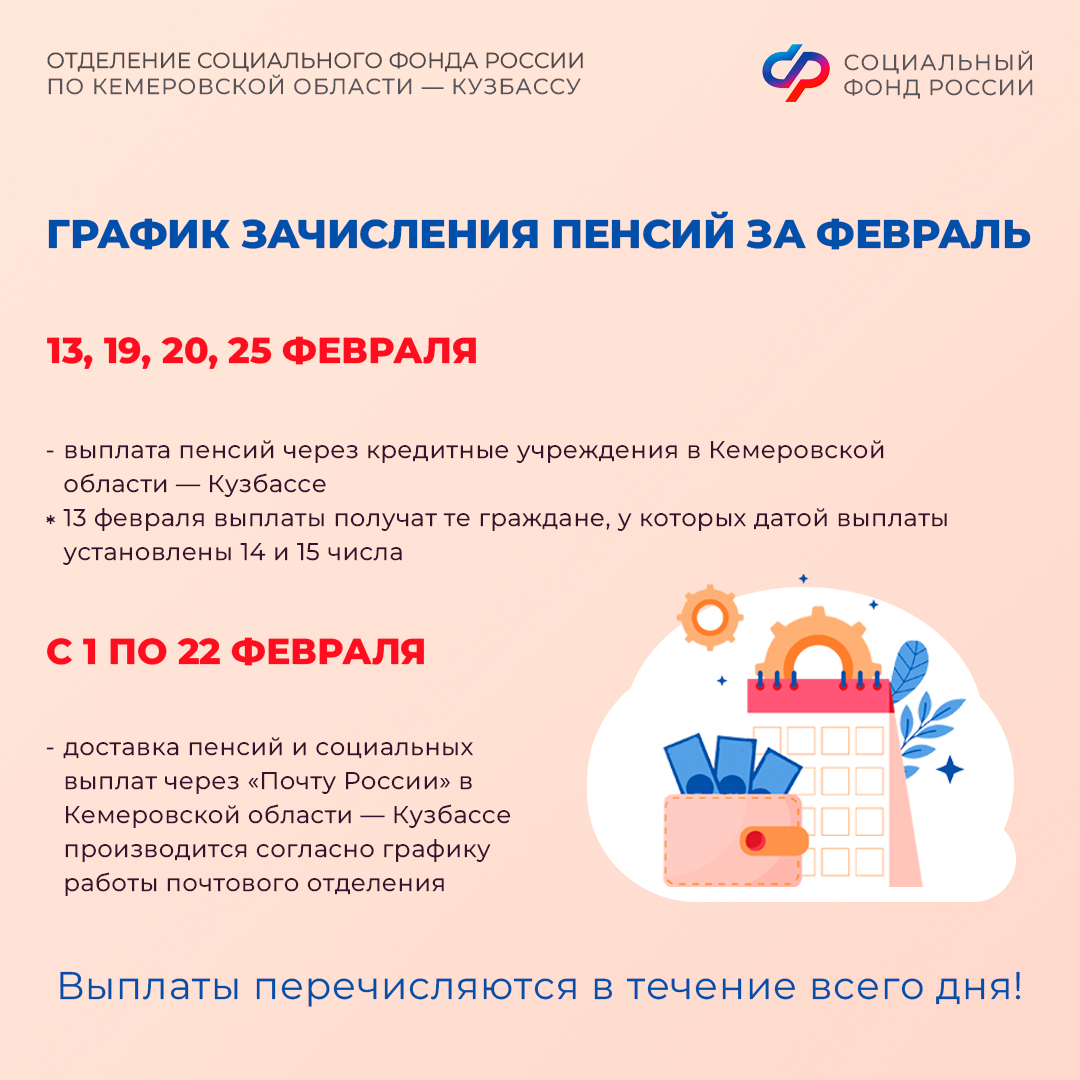 ОТДЕЛЕНИЕ СОЦИАЛЬНОГО ФОНДА РОССИИ
ПО КЕМЕРОВСКОЙ ОБЛАСТИ — КУЗБАССУ
СОЦИАЛЬНЫЙ
ФОНД РОССИИ
ГРАФИК ЗАЧИСЛЕНИЯ ПЕНСИЙ ЗА ФЕВРАЛЬ
13, 19, 20, 25 ФЕВРАЛЯ
- выплата пенсий через кредитные учреждения в Кемеровской
области — Кузбассе
* 13 февраля выплаты получат те граждане, у которых датой выплаты
установлены 14 и 15 числа
С 1 ПО 22 ФЕВРАЛЯ
- доставка пенсий и социальных
выплат через «Почту России» в
Кемеровской области — Кузбассе
производится согласно графику
работы почтового отделения
Выплаты перечисляются в течение всего дня!